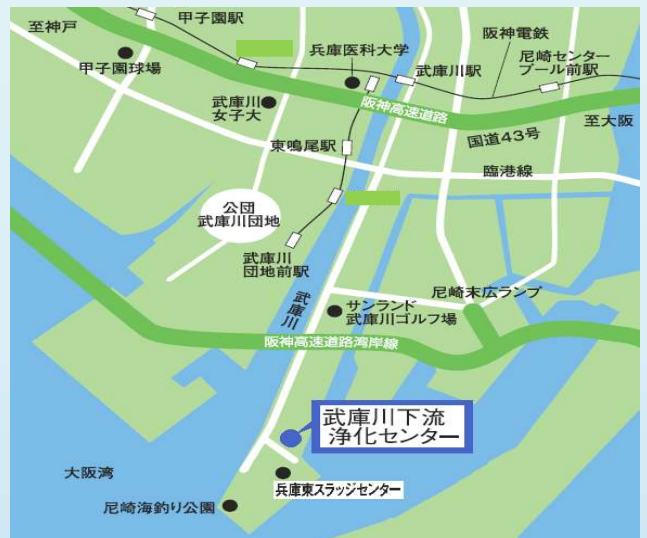 甲子園駅
至神戸
兵庫医科大学
阪神電鉄
甲子園球場
武庫川駅
尼崎センター
プール前駅
武庫川
女子大
阪神高速道路
国道43号
至大阪
東鳴尾駅
臨港線
公団
武庫川団地
武庫川
団地前駅
武庫川
尼崎末広ランプ
サンランド
武庫川ゴルフ場
阪神高速道路湾岸線
武庫川下流
浄化センター
大阪湾
兵庫東スラッジセンター
尼崎海釣り公園